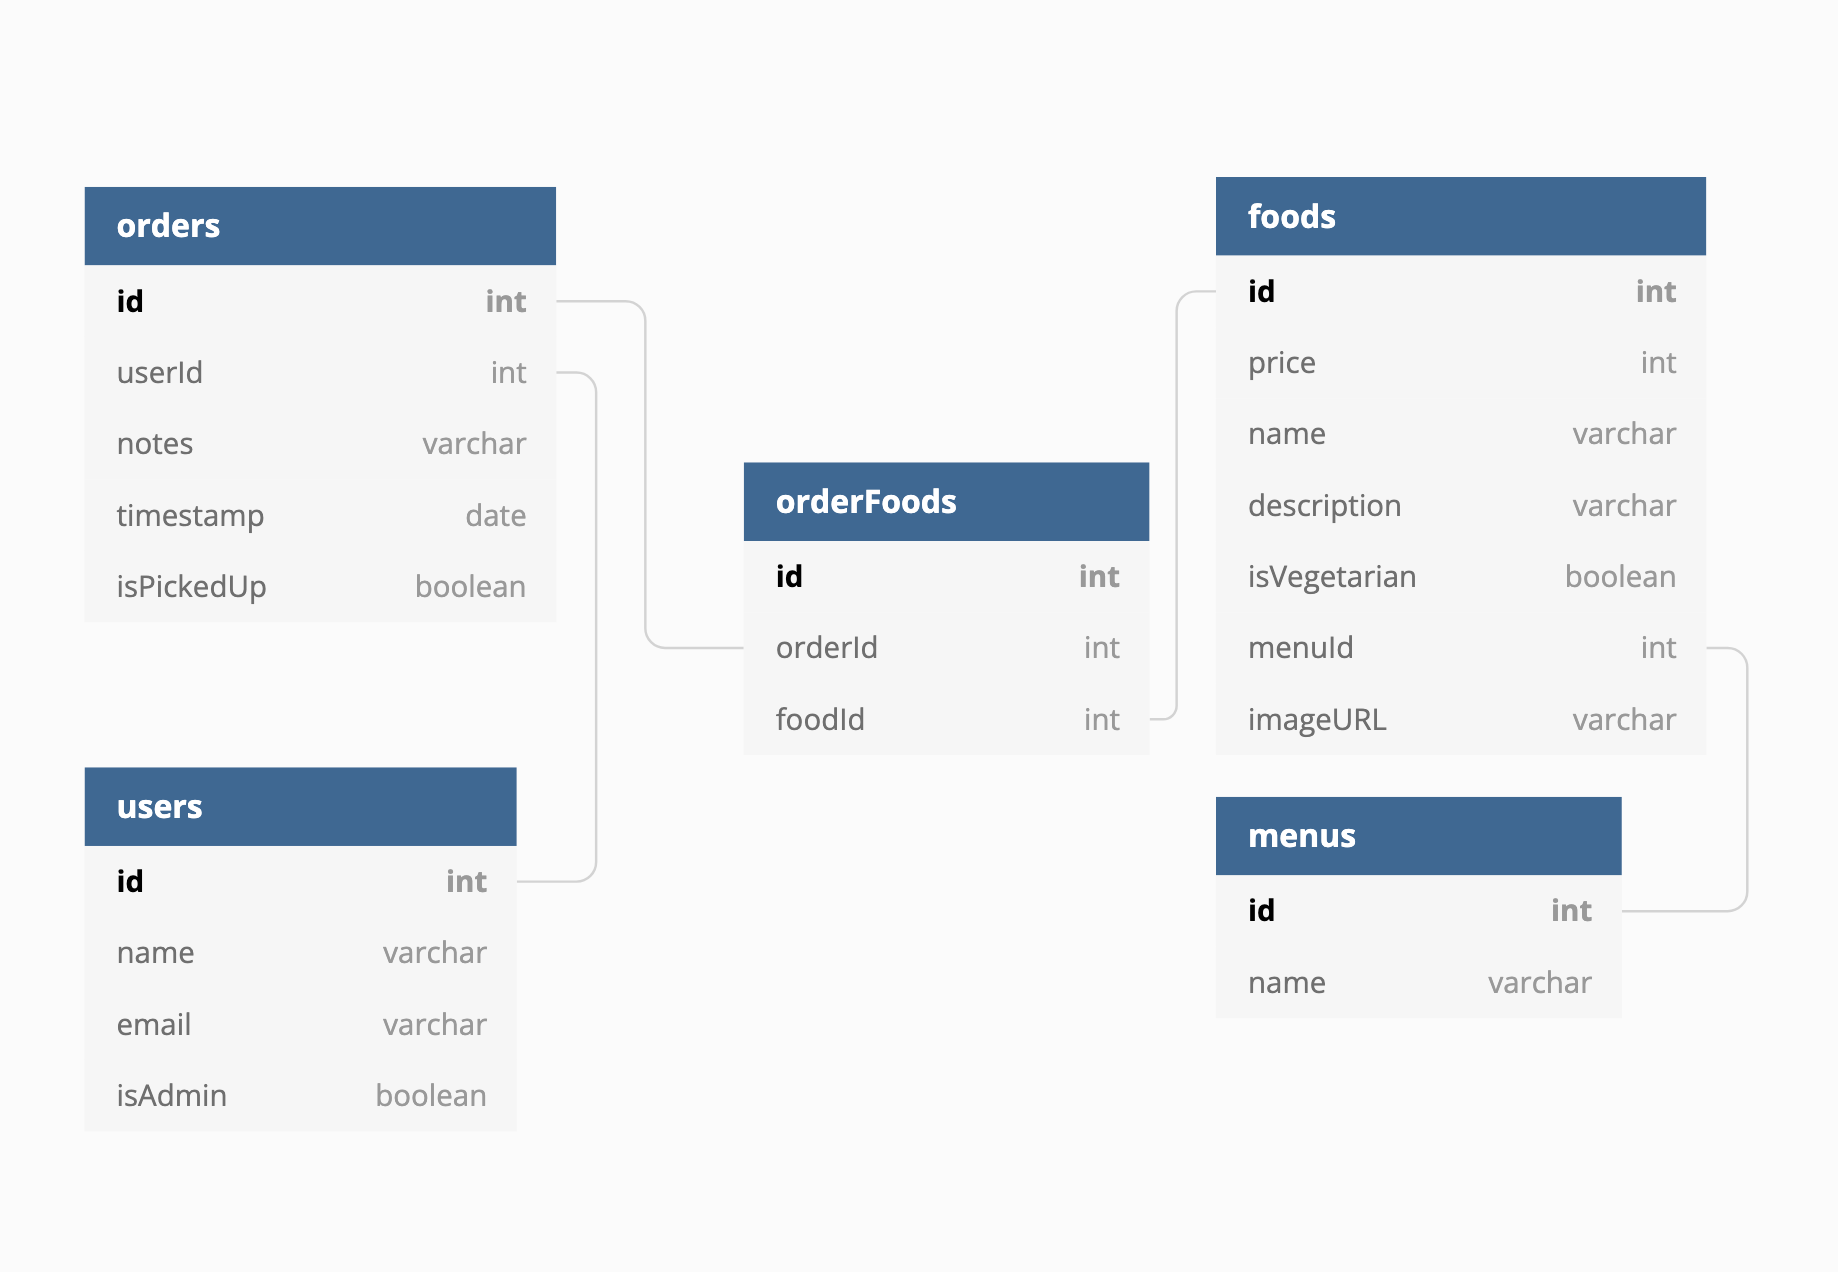 orders
id int
userId int
notes varchar
timestamp date
isPickedUp boolean
users
id int
name varchar
email varchar
isAdmin boolean
orderFoods
id int
orderId int
foodId int
foods
id int
price int
name varchar
description varchar
isVegetarian boolean
menuId int
imageURL varchar
menus
id int
name varchar